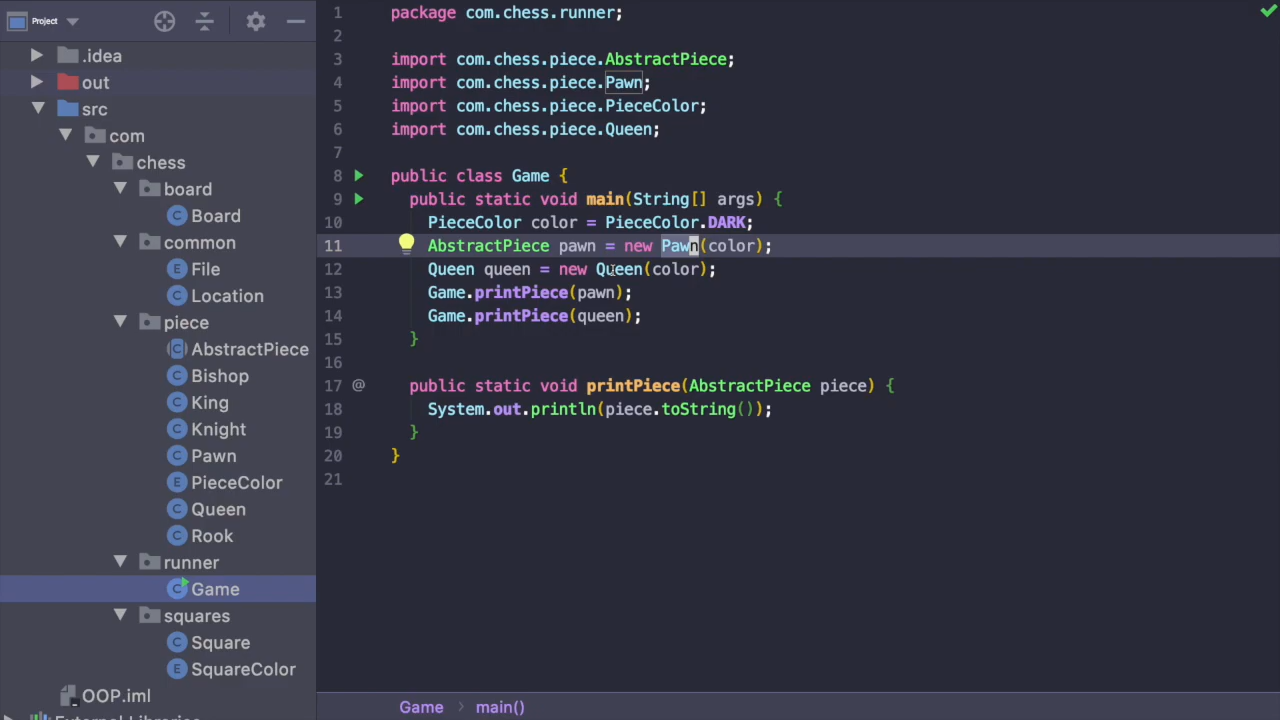 Project
.idea
out
src
com
chess
board
Board
common
File
Location
piece
AbstractPiece
Bishop
King
Knight
Pawn
PieceColor
Queen
Rook
runner
Game
squares
Square
SquareColor
OOP.iml
External Libraries
1 package com.chess.runner;
2
3 import com.chess.piece.AbstractPiece;
4 import com.chess.piece.Pawn;
5 import com.chess.piece.PieceColor;
6 import com.chess.piece.Queen;
7
8 public class Game {
9 public static void main(String[] args) {
10 PieceColor color = PieceColor.DARK;
11 AbstractPiece pawn = new Pawn(color);
12 Queen queen = new Queen(color);
13 Game.printPiece(pawn);
14 Game.printPiece(queen);
15 }
16
17 @ public static void printPiece(AbstractPiece piece) {
18 System.out.println(piece.toString());
19 }
20 }
21
Game > main()